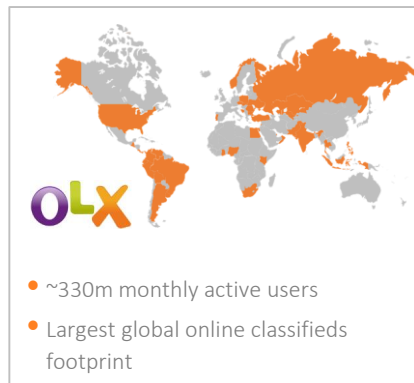 OLX
~330m monthly active users
Largest global online classifieds
footprint